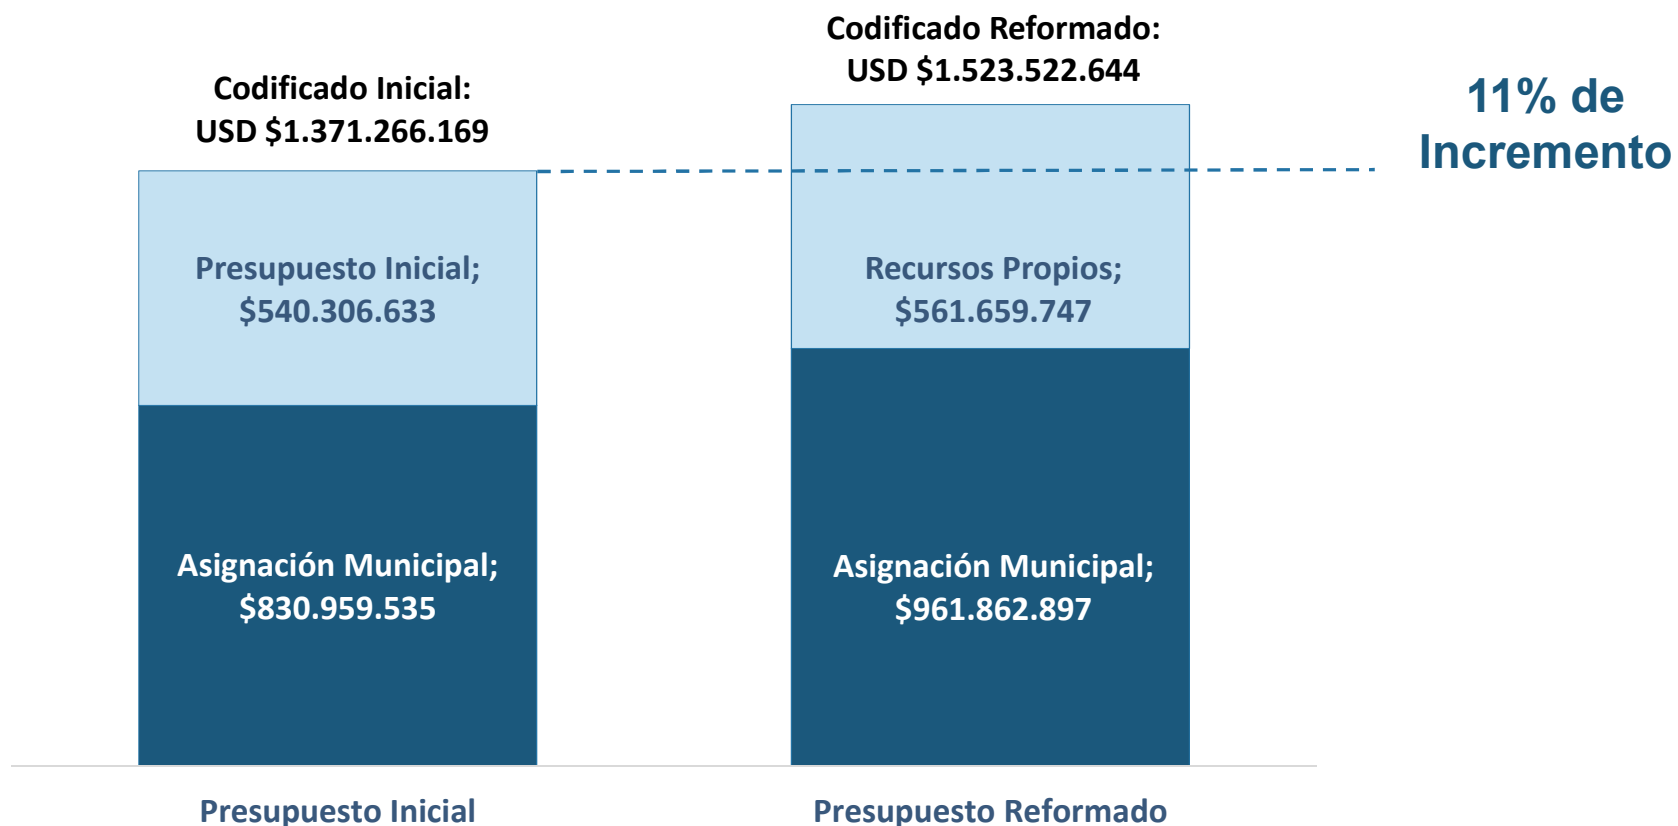 Codificado Inicial:
USD $1.371.266.169
Codificado Reformado:
USD $1.523.522.644
11% de
Incremento
Presupuesto Inicial;
$540.306.633
Recursos Propios;
$561.659.747
Asignación Municipal;
$830.959.535
Asignación Municipal;
$961.862.897
Presupuesto Inicial
Presupuesto Reformado